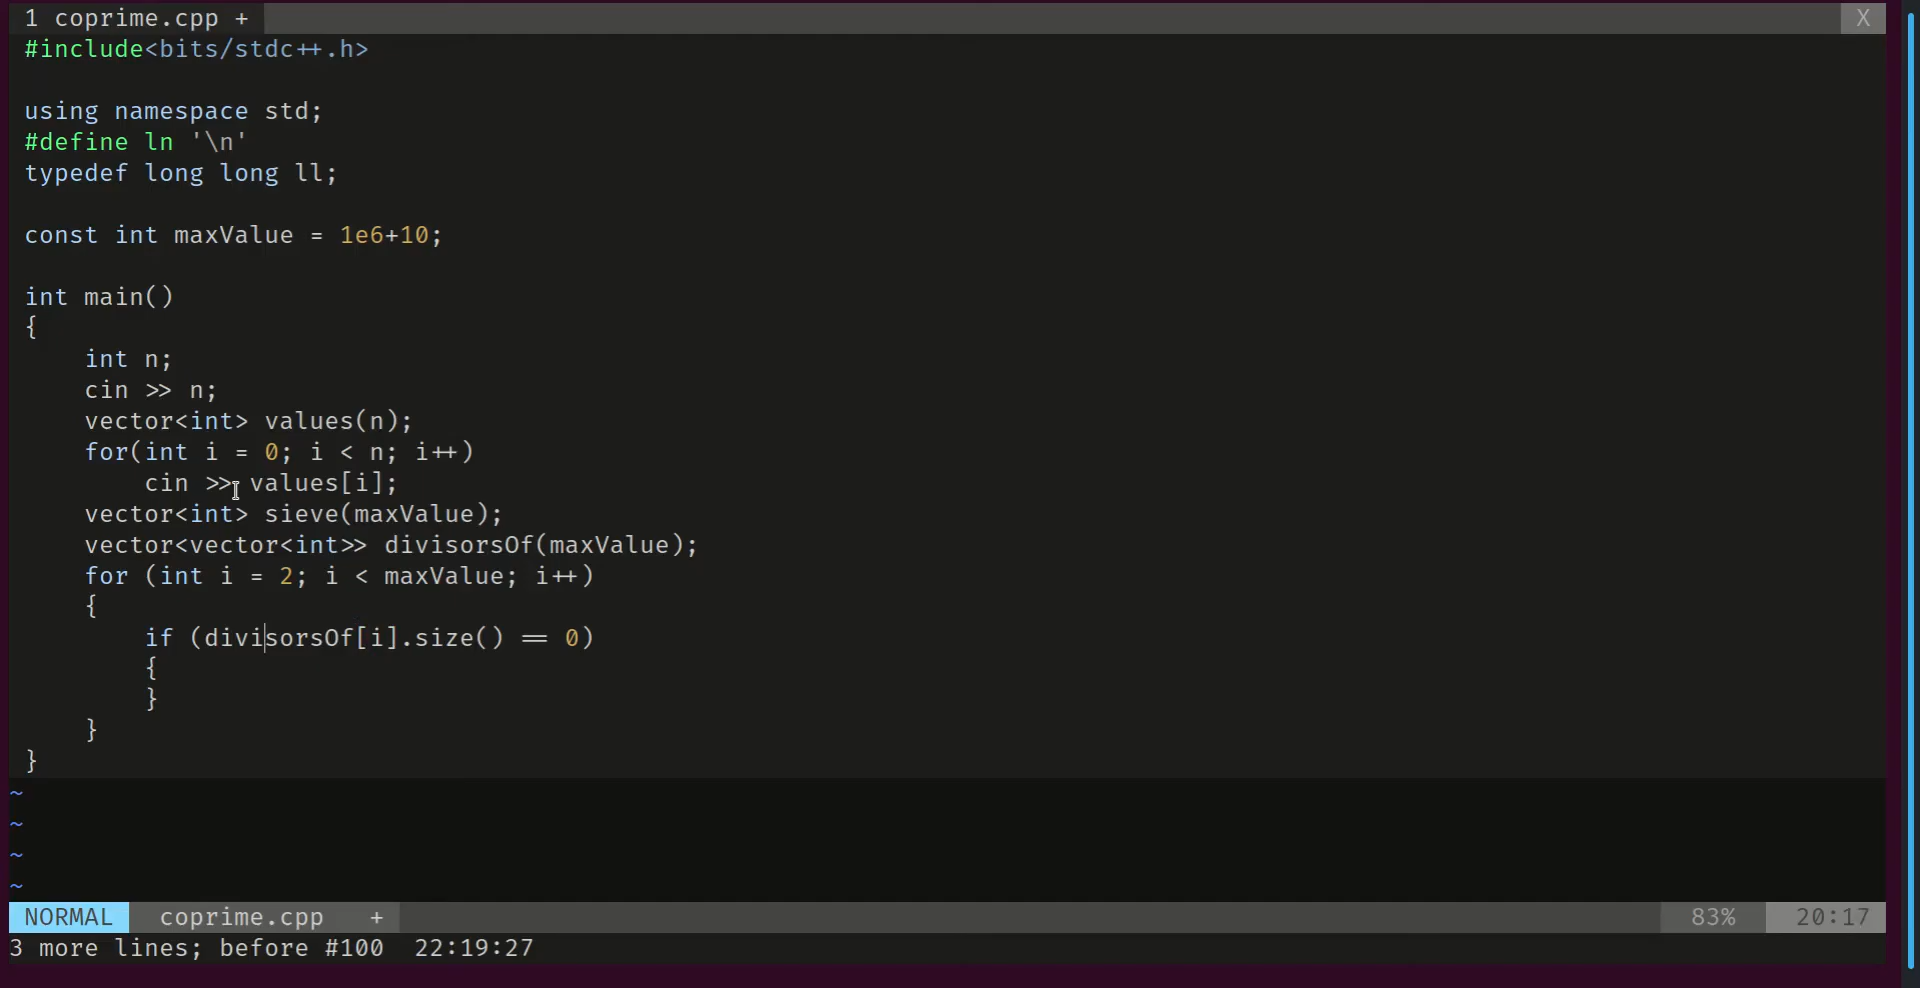 1 coprime.cpp + X
#include<bits/stdc++.h>
using namespace std;
#define ln '\n'
typedef long long ll;
const int maxValue = 1e6+10;
int main()
{
    int n;
    cin >> n;
    vector<int> values(n);
    for(int i = 0; i < n; i++)
        cin >> values[i];
    vector<int> sieve(maxValue);
    vector<vector<int>> divisorsOf(maxValue);
    for (int i = 2; i < maxValue; i++)
    {
        if (divisorsOf[i].size() == 0)
        {
        }
    }
}
~
~
~
~
NORMAL coprime.cpp + 83% 20:17
3 more lines; before #100 22:19:27